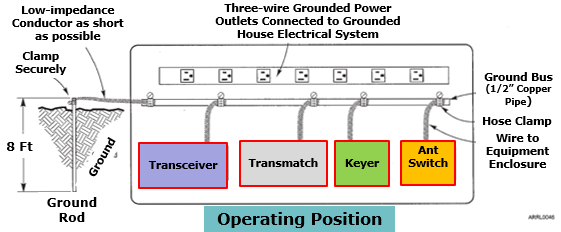 Low-impedance
Conductor as short
as possible
Three-wire Grounded Power
Outlets Connected to Grounded
House Electrical System
Clamp
Securely
Ground Bus
(1/2" Copper
Pipe)
Hose Clamp
Wire to
Equipment
Enclosure
8 Ft
Ground
Ground
Rod
Transceiver
Transmatch
Keyer
Ant
Switch
Operating Position
ARRL0046